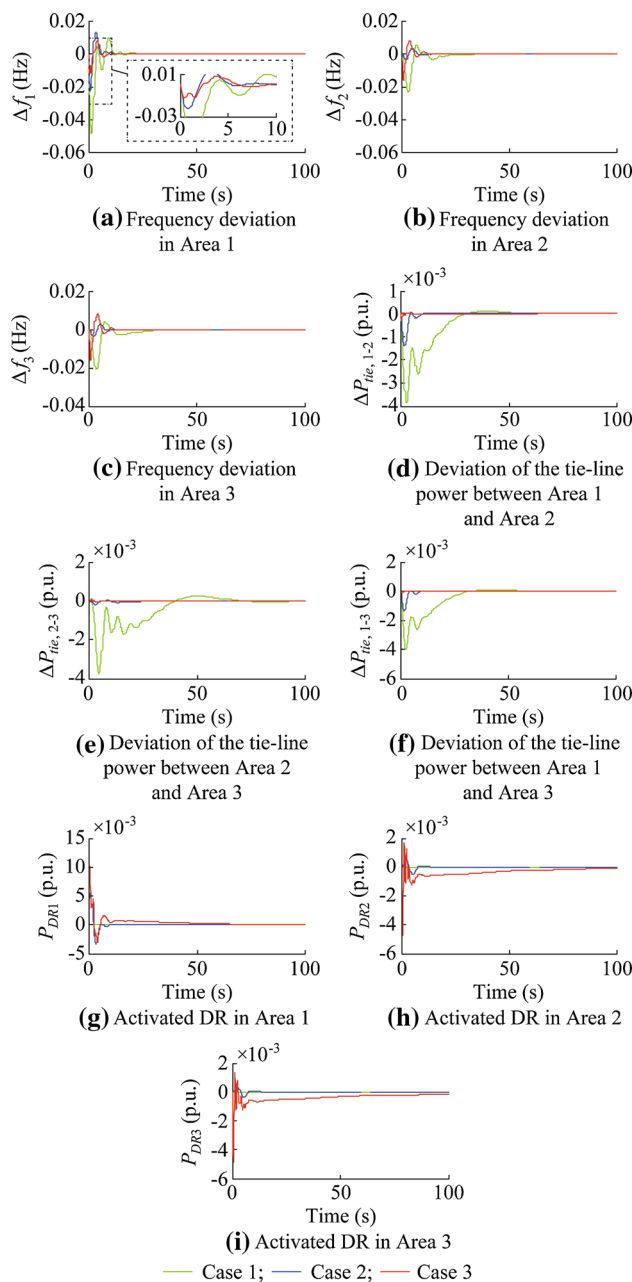 0.02
0
-0.02
-0.04
-0.06
Δf1 (Hz)
0.01
-0.03
0 5 10
0 50 100
Time (s)
(a) Frequency deviation
in Area 1
0.02
0
-0.02
-0.04
-0.06
Δf2 (Hz)
0 50 100
Time (s)
(b) Frequency deviation
in Area 2
0.02
0
-0.02
-0.04
Δf3 (Hz)
0 50 100
Time (s)
(c) Frequency deviation
in Area 3
×10-3
1
0
-1
-2
-3
-4
ΔPtie, 1-2 (p.u.)
0 50 100
Time (s)
(d) Deviation of the tie-line
power between Area 1
and Area 2
×10-3
2
0
-2
-4
ΔPtie, 2-3 (p.u.)
0 50 100
Time (s)
(e) Deviation of the tie-line
power between Area 2
and Area 3
×10-3
2
0
-2
-4
-6
ΔPtie, 1-3 (p.u.)
0 50 100
Time (s)
(f) Deviation of the tie-line
power between Area 1
and Area 3
×10-3
15
10
5
0
-5
PDR1 (p.u.)
0 50 100
Time (s)
(g) Activated DR in Area 1
×10-3
2
0
-2
-4
-6
PDR2 (p.u.)
0 50 100
Time (s)
(h) Activated DR in Area 2
×10-3
2
0
-2
-4
-6
PDR3 (p.u.)
0 50 100
Time (s)
(i) Activated DR in Area 3
Case 1; Case 2; Case 3